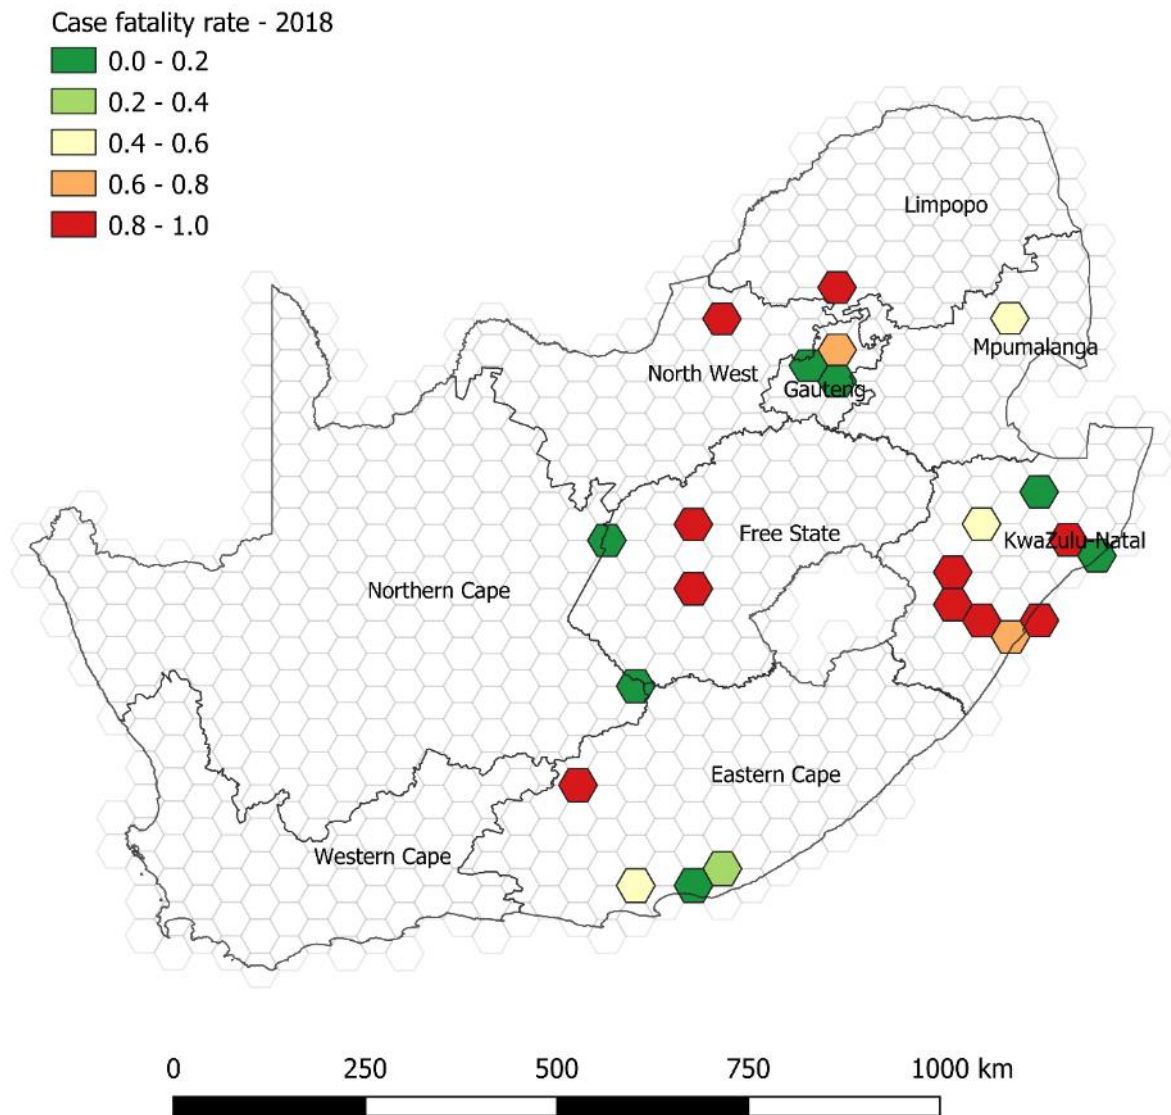 Case fatality rate - 2018
0.0 - 0.2
0.2 - 0.4
0.4 - 0.6
0.6 - 0.8
0.8 - 1.0
Limpopo
Mpumalanga
North West
Gauteng
Free State
KwaZulu-Natal
Northern Cape
Eastern Cape
Western Cape
0 250 500 750 1000 km